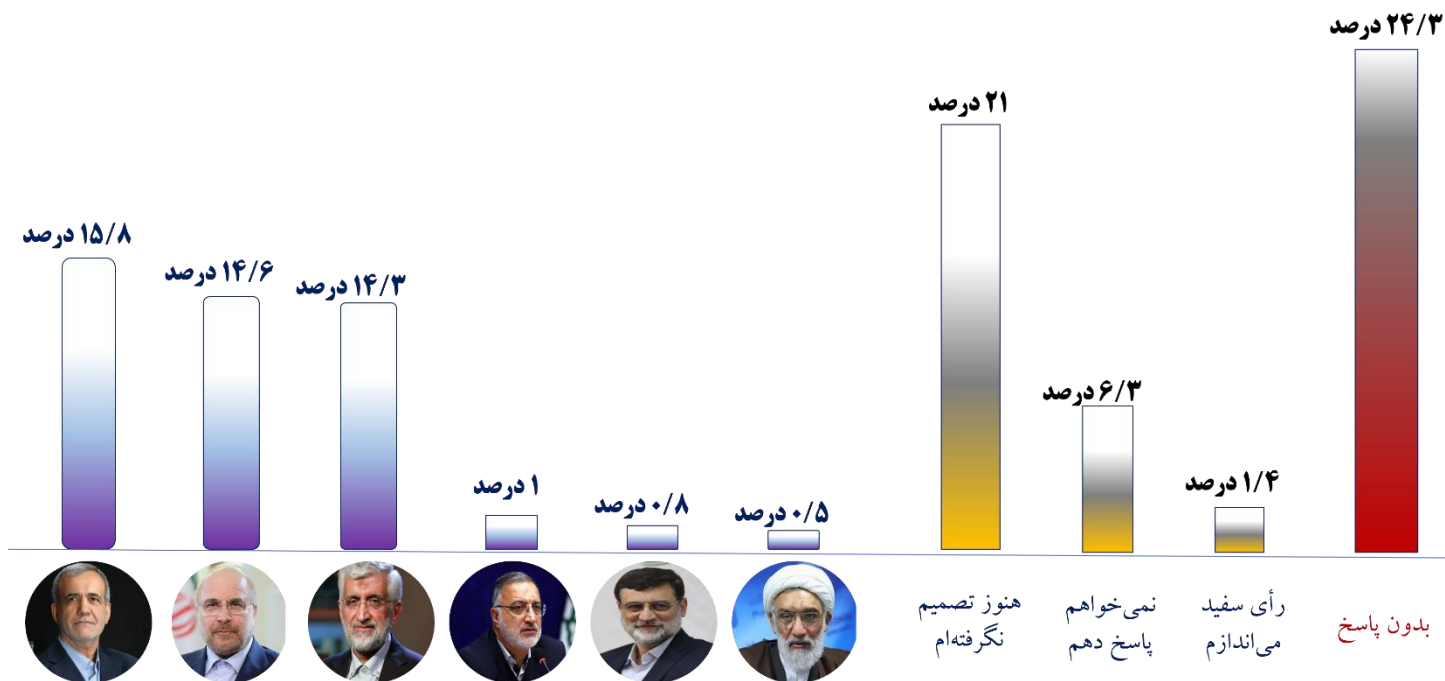 ۲۴/۳ درصد
۲۱ درصد
۱۵/۸ درصد
۱۴/۶ درصد
۱۴/۳ درصد
۶/۳ درصد
۱ درصد
۰/۸ درصد
۰/۵ درصد
۱/۴ درصد
هنوز تصمیم
نگرفته‌ام
نمی‌خواهم
پاسخ دهم
رأی سفید
می‌اندازم
بدون پاسخ